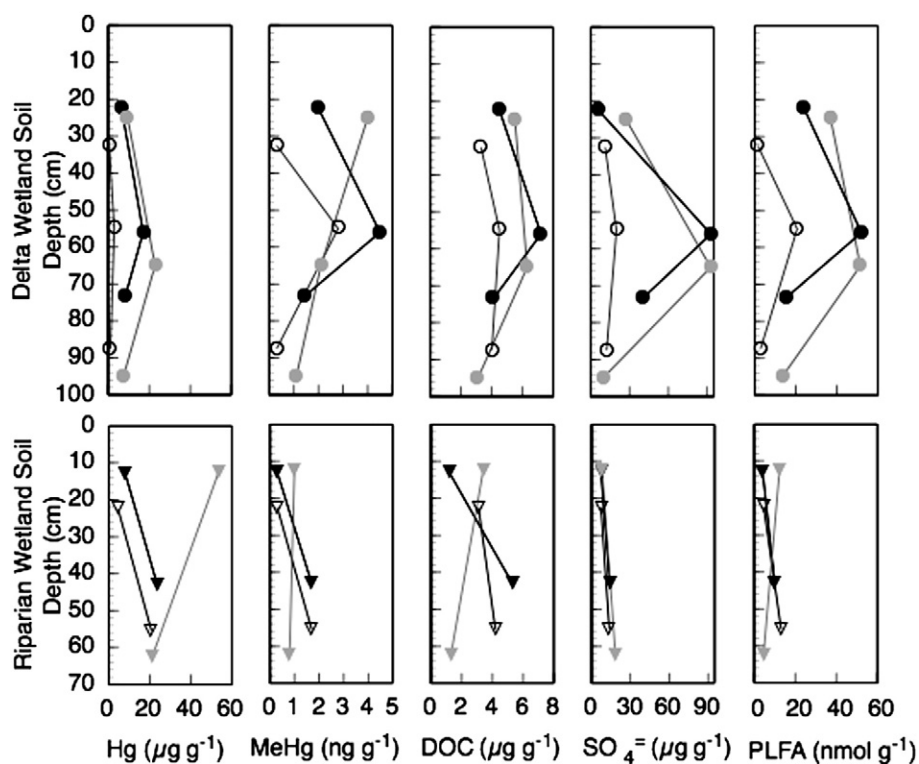 Delta Wetland Soil
Depth (cm)
0
10
20
30
40
50
60
70
80
90
100
Riparian Wetland Soil
Depth (cm)
0
10
20
30
40
50
60
70
0 20 40 60
0 1 2 3 4 5
0 2 4 6 8
0 30 60 90
0 20 40 60
Hg (µg g⁻¹)
MeHg (ng g⁻¹)
DOC (µg g⁻¹)
SO₄⁼ (µg g⁻¹)
PLFA (nmol g⁻¹)